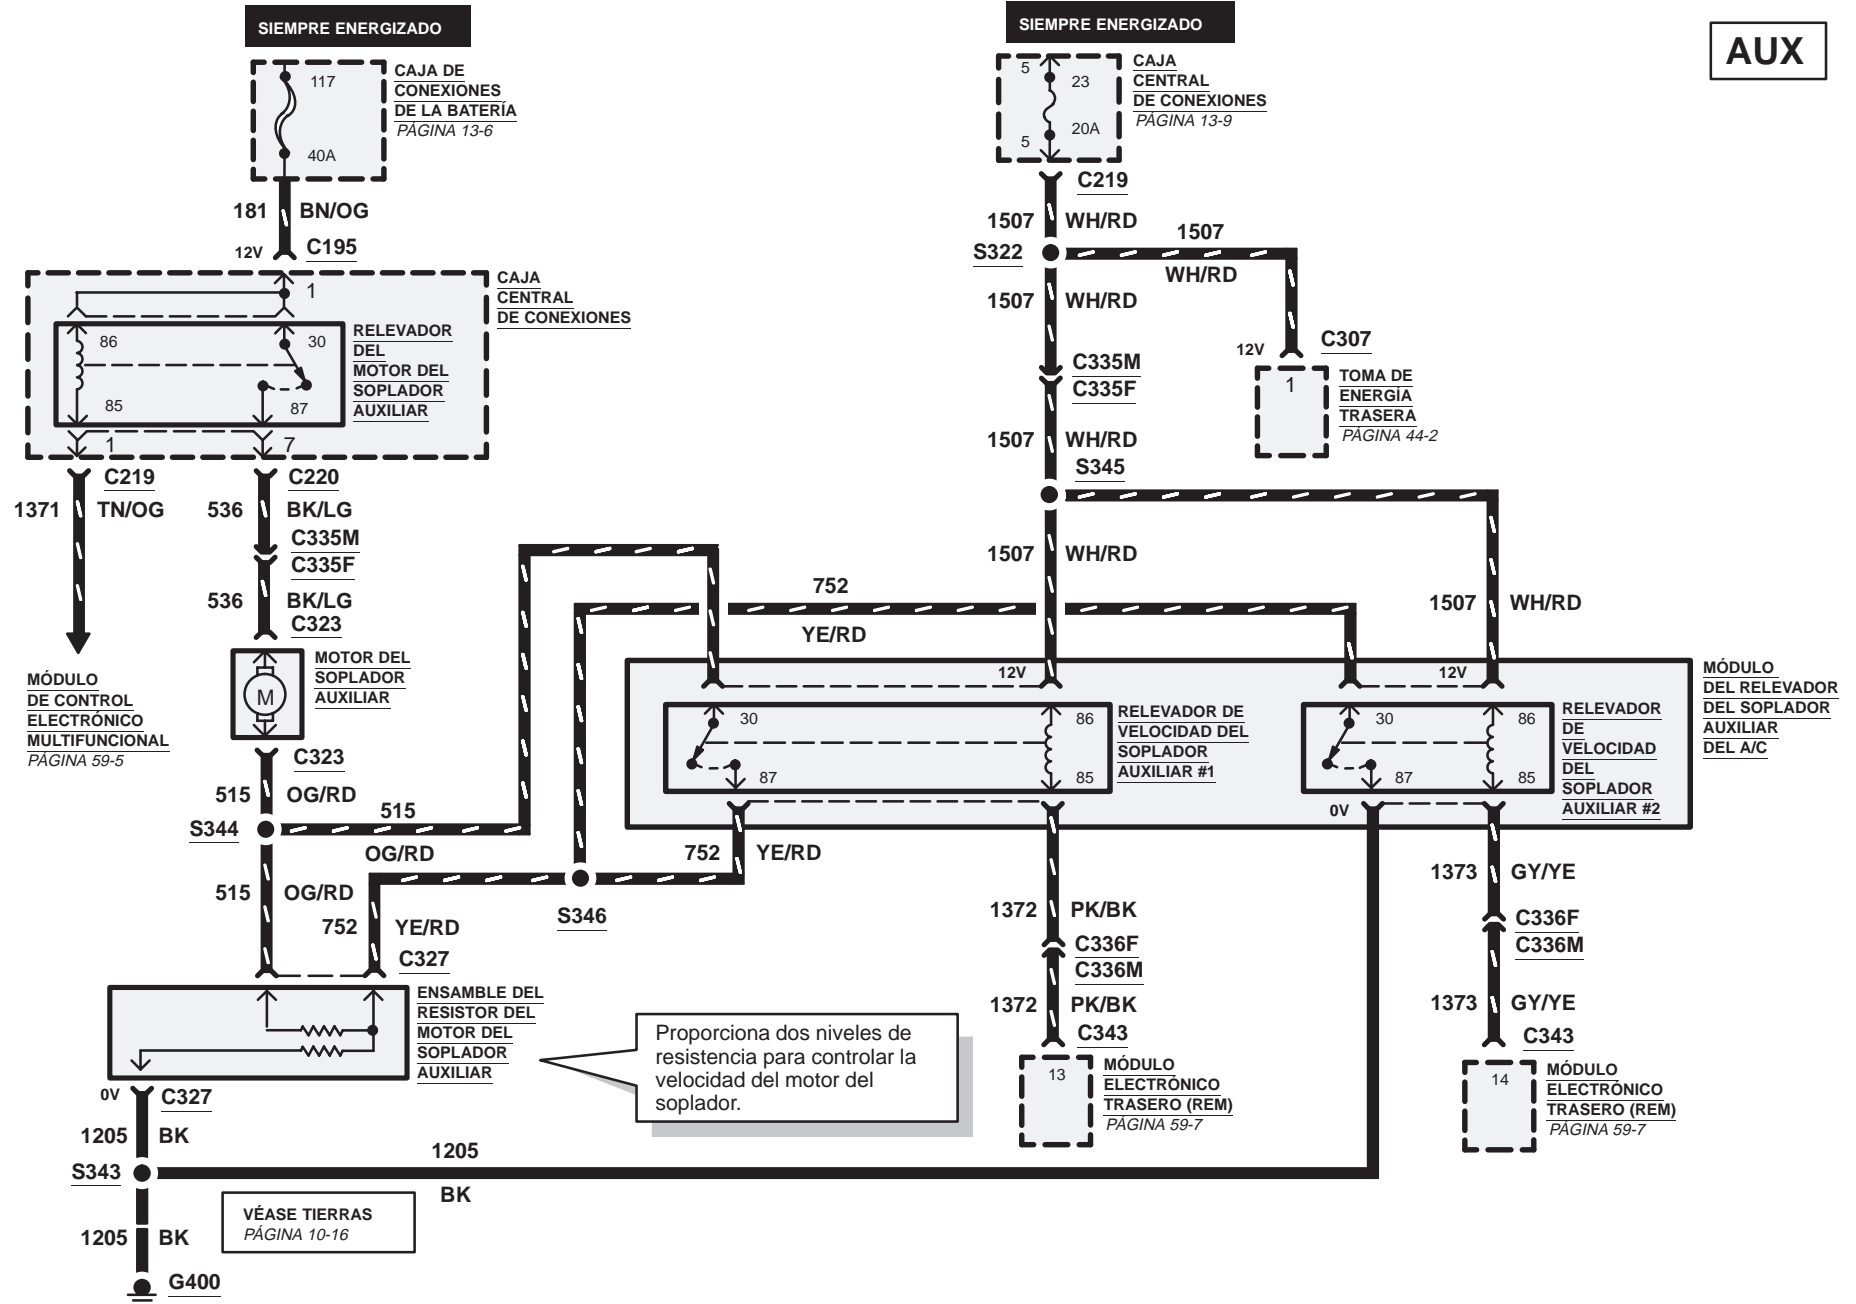 SIEMPRE ENERGIZADO
117
40A
CAJA DE
CONEXIONES
DE LA BATERÍA
PÁGINA 13-6
181 BN/OG
12V C195
1
CAJA
CENTRAL
DE CONEXIONES
86 30
85 87
RELEVADOR
DEL
MOTOR DEL
SOPLADOR
AUXILIAR
1 7
C219 C220
1371 TN/OG
536 BK/LG
C335M
C335F
536 BK/LG
C323
MÓDULO
DE CONTROL
ELECTRÓNICO
MULTIFUNCIONAL
PÁGINA 59-5
M
MOTOR DEL
SOPLADOR
AUXILIAR
C323
515 OG/RD
S344
515
OG/RD
515 OG/RD
752 YE/RD
C327
S346
752 YE/RD
ENSAMBLE DEL
RESISTOR DEL
MOTOR DEL
SOPLADOR
AUXILIAR
Proporciona dos niveles de
resistencia para controlar la
velocidad del motor del
soplador.
0V C327
1205 BK
S343
1205
BK
VÉASE TIERRAS
PÁGINA 10-16
1205 BK
G400
SIEMPRE ENERGIZADO
5 23
5 20A
CAJA
CENTRAL
DE CONEXIONES
PÁGINA 13-9
C219
1507 WH/RD
S322
1507
WH/RD
1507 WH/RD
12V C307
1
TOMA DE
ENERGÍA
TRASERA
PÁGINA 44-2
C335M
C335F
1507 WH/RD
S345
1507 WH/RD
752
YE/RD
1507 WH/RD
12V 12V
30 86
87 85
RELEVADOR DE
VELOCIDAD DEL
SOPLADOR
AUXILIAR #1
30 86
87 85
RELEVADOR
DE
VELOCIDAD
DEL
SOPLADOR
AUXILIAR #2
0V
MÓDULO
DEL RELEVADOR
DEL SOPLADOR
AUXILIAR
DEL A/C
1372 PK/BK
C336F
C336M
1372 PK/BK
C343
13
MÓDULO
ELECTRÓNICO
TRASERO (REM)
PÁGINA 59-7
1373 GY/YE
C336F
C336M
1373 GY/YE
C343
14
MÓDULO
ELECTRÓNICO
TRASERO (REM)
PÁGINA 59-7
AUX